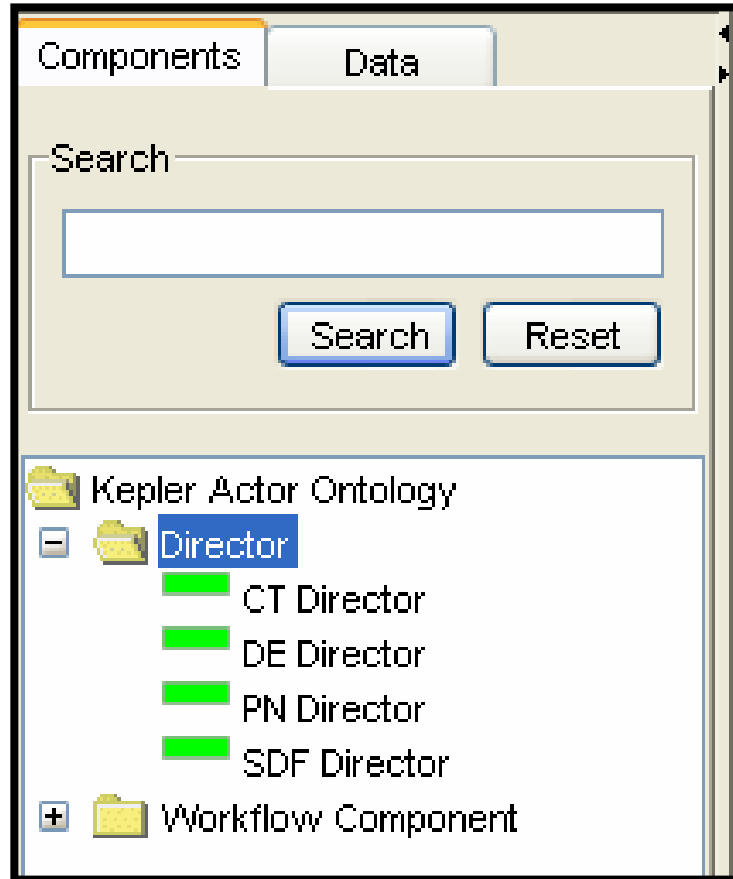 Components Data
Search
Search Reset
Kepler Actor Ontology
Director
CT Director
DE Director
PN Director
SDF Director
Workflow Component